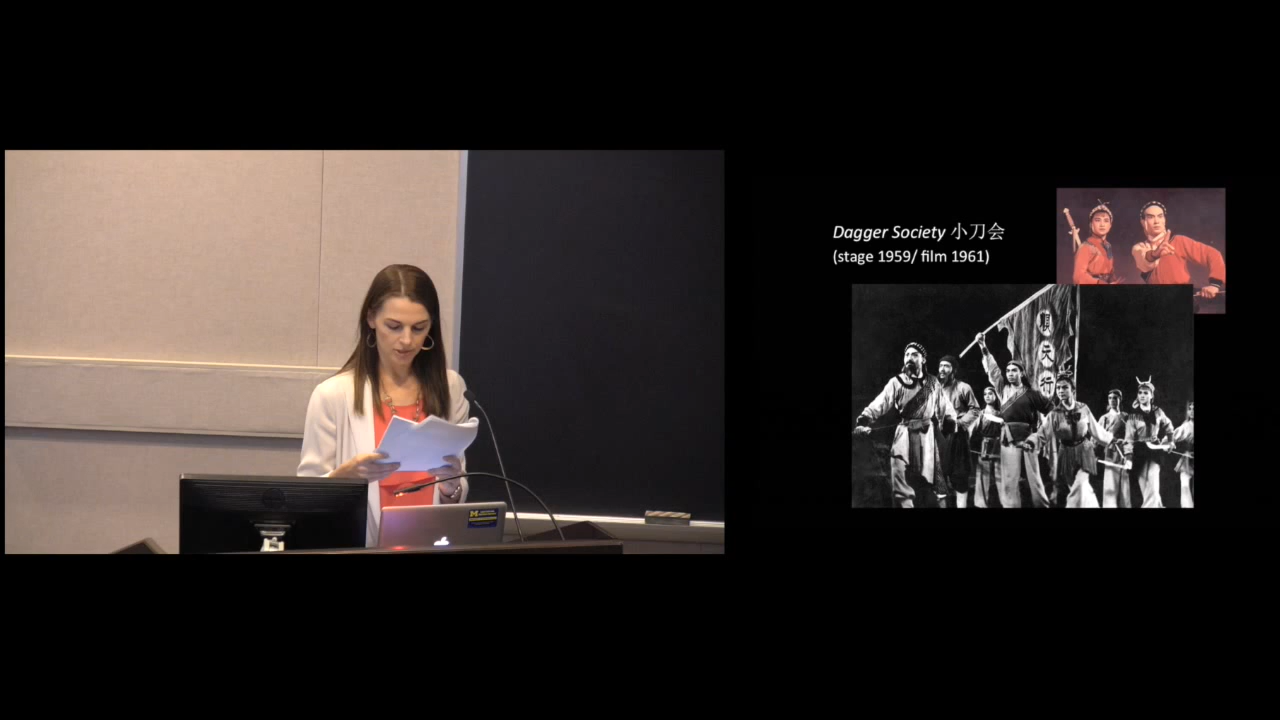 Dagger Society 小刀会
(stage 1959/ film 1961)
M